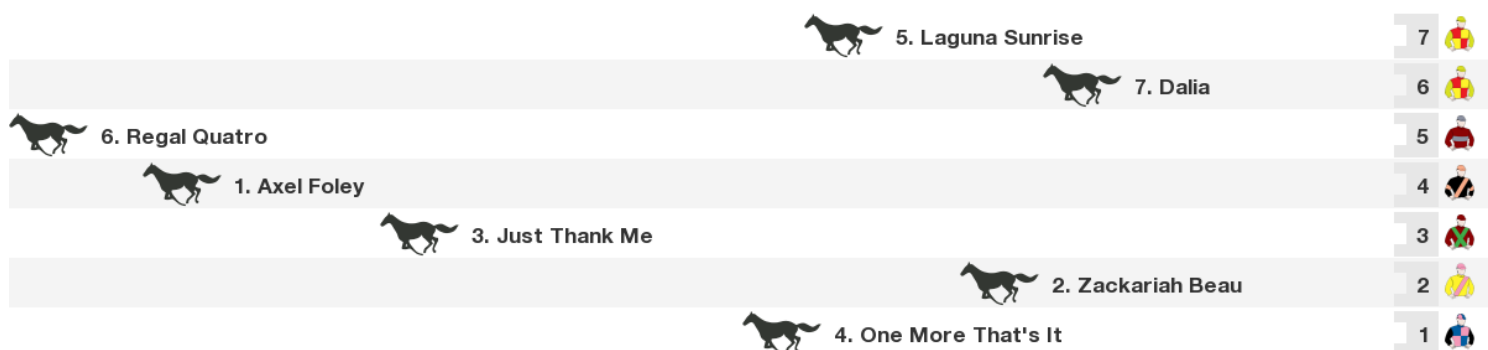 5. Laguna Sunrise 7
7. Dalia 6
6. Regal Quatro 5
1. Axel Foley 4
3. Just Thank Me 3
2. Zackariah Beau 2
4. One More That's It 1